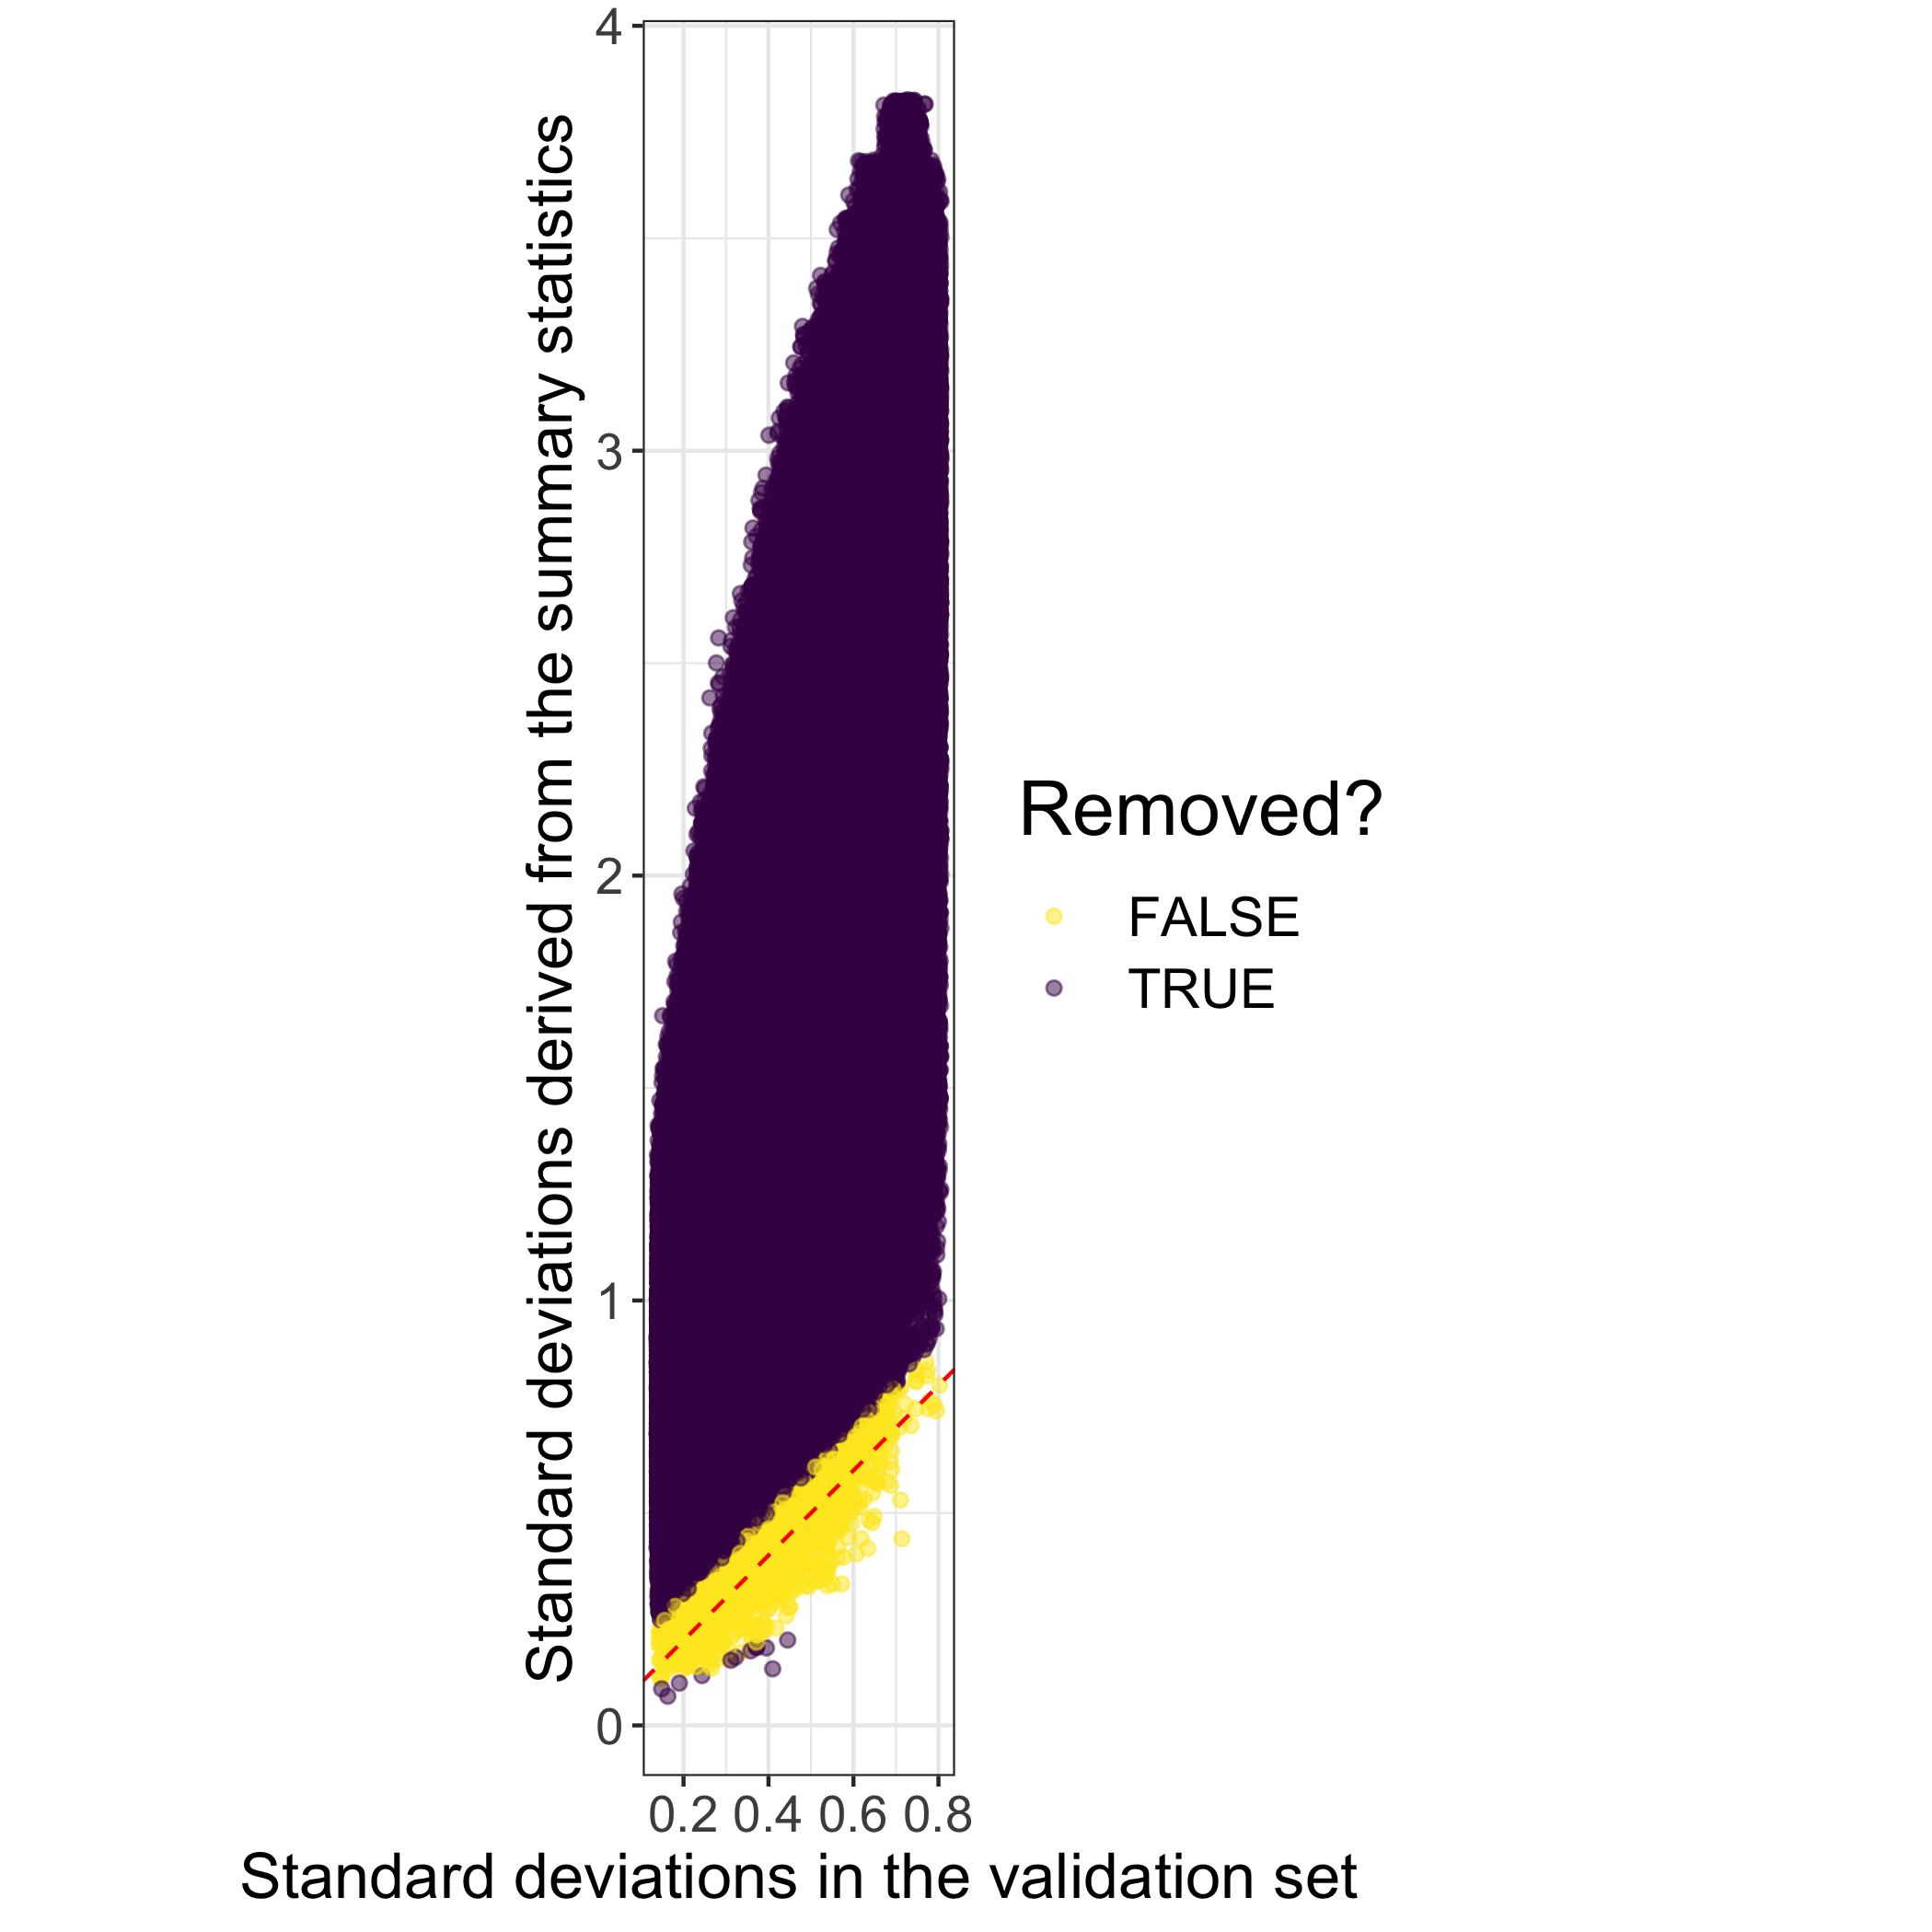 Standard deviations derived from the summary statistics
4
3
2
1
0
0.2 0.4 0.6 0.8
Standard deviations in the validation set
Removed?
FALSE
TRUE